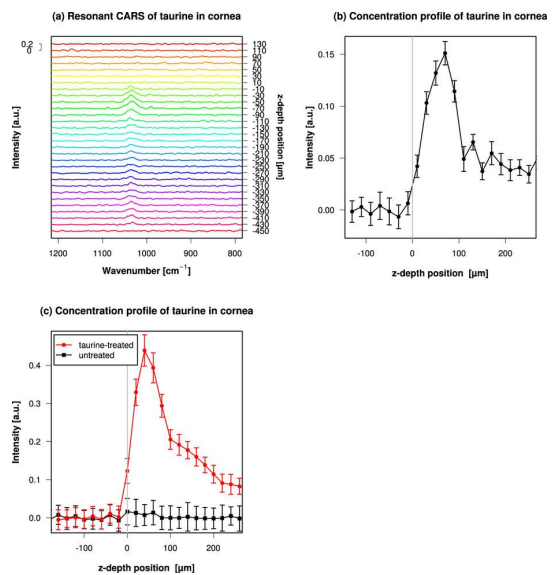 (a) Resonant CARS of taurine in cornea
0.2
0
Intensity [a.u.]
130
110
90
70
50
30
10
-10
-30
-50
-70
-90
-110
-130
-150
-170
-190
-210
-230
-250
-270
-290
-310
-330
-350
-370
-390
-410
-430
-450
z-depth position [µm]
1200 1100 1000 900 800
Wavenumber [cm⁻¹]
(b) Concentration profile of taurine in cornea
Intensity [a.u.]
0.15
0.10
0.05
0.00
-100 0 100 200
z-depth position [µm]
(c) Concentration profile of taurine in cornea
taurine-treated
untreated
Intensity [a.u.]
0.4
0.3
0.2
0.1
0.0
-100 0 100 200
z-depth position [µm]